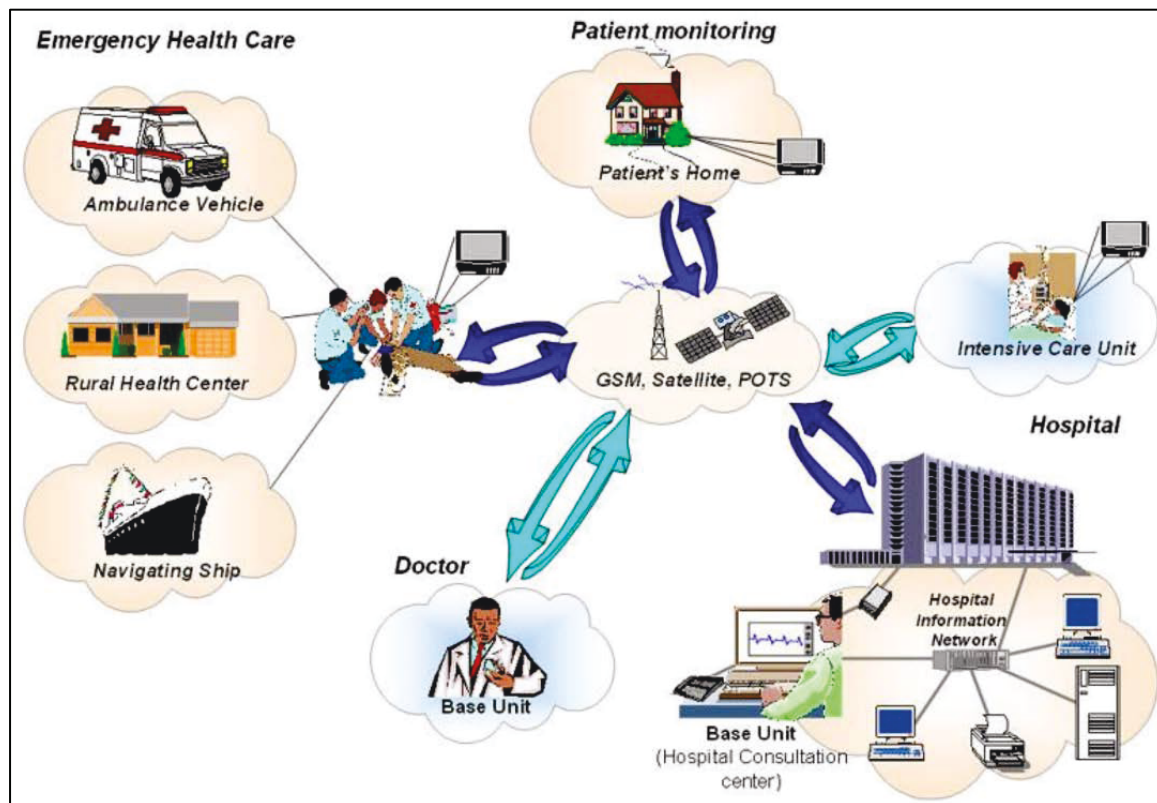 Emergency Health Care
Patient monitoring
Ambulance Vehicle
Patient's Home
Rural Health Center
GSM, Satellite, POTS
Intensive Care Unit
Hospital
Navigating Ship
Doctor
Base Unit
Hospital
Information
Network
Base Unit
(Hospital Consultation
center)